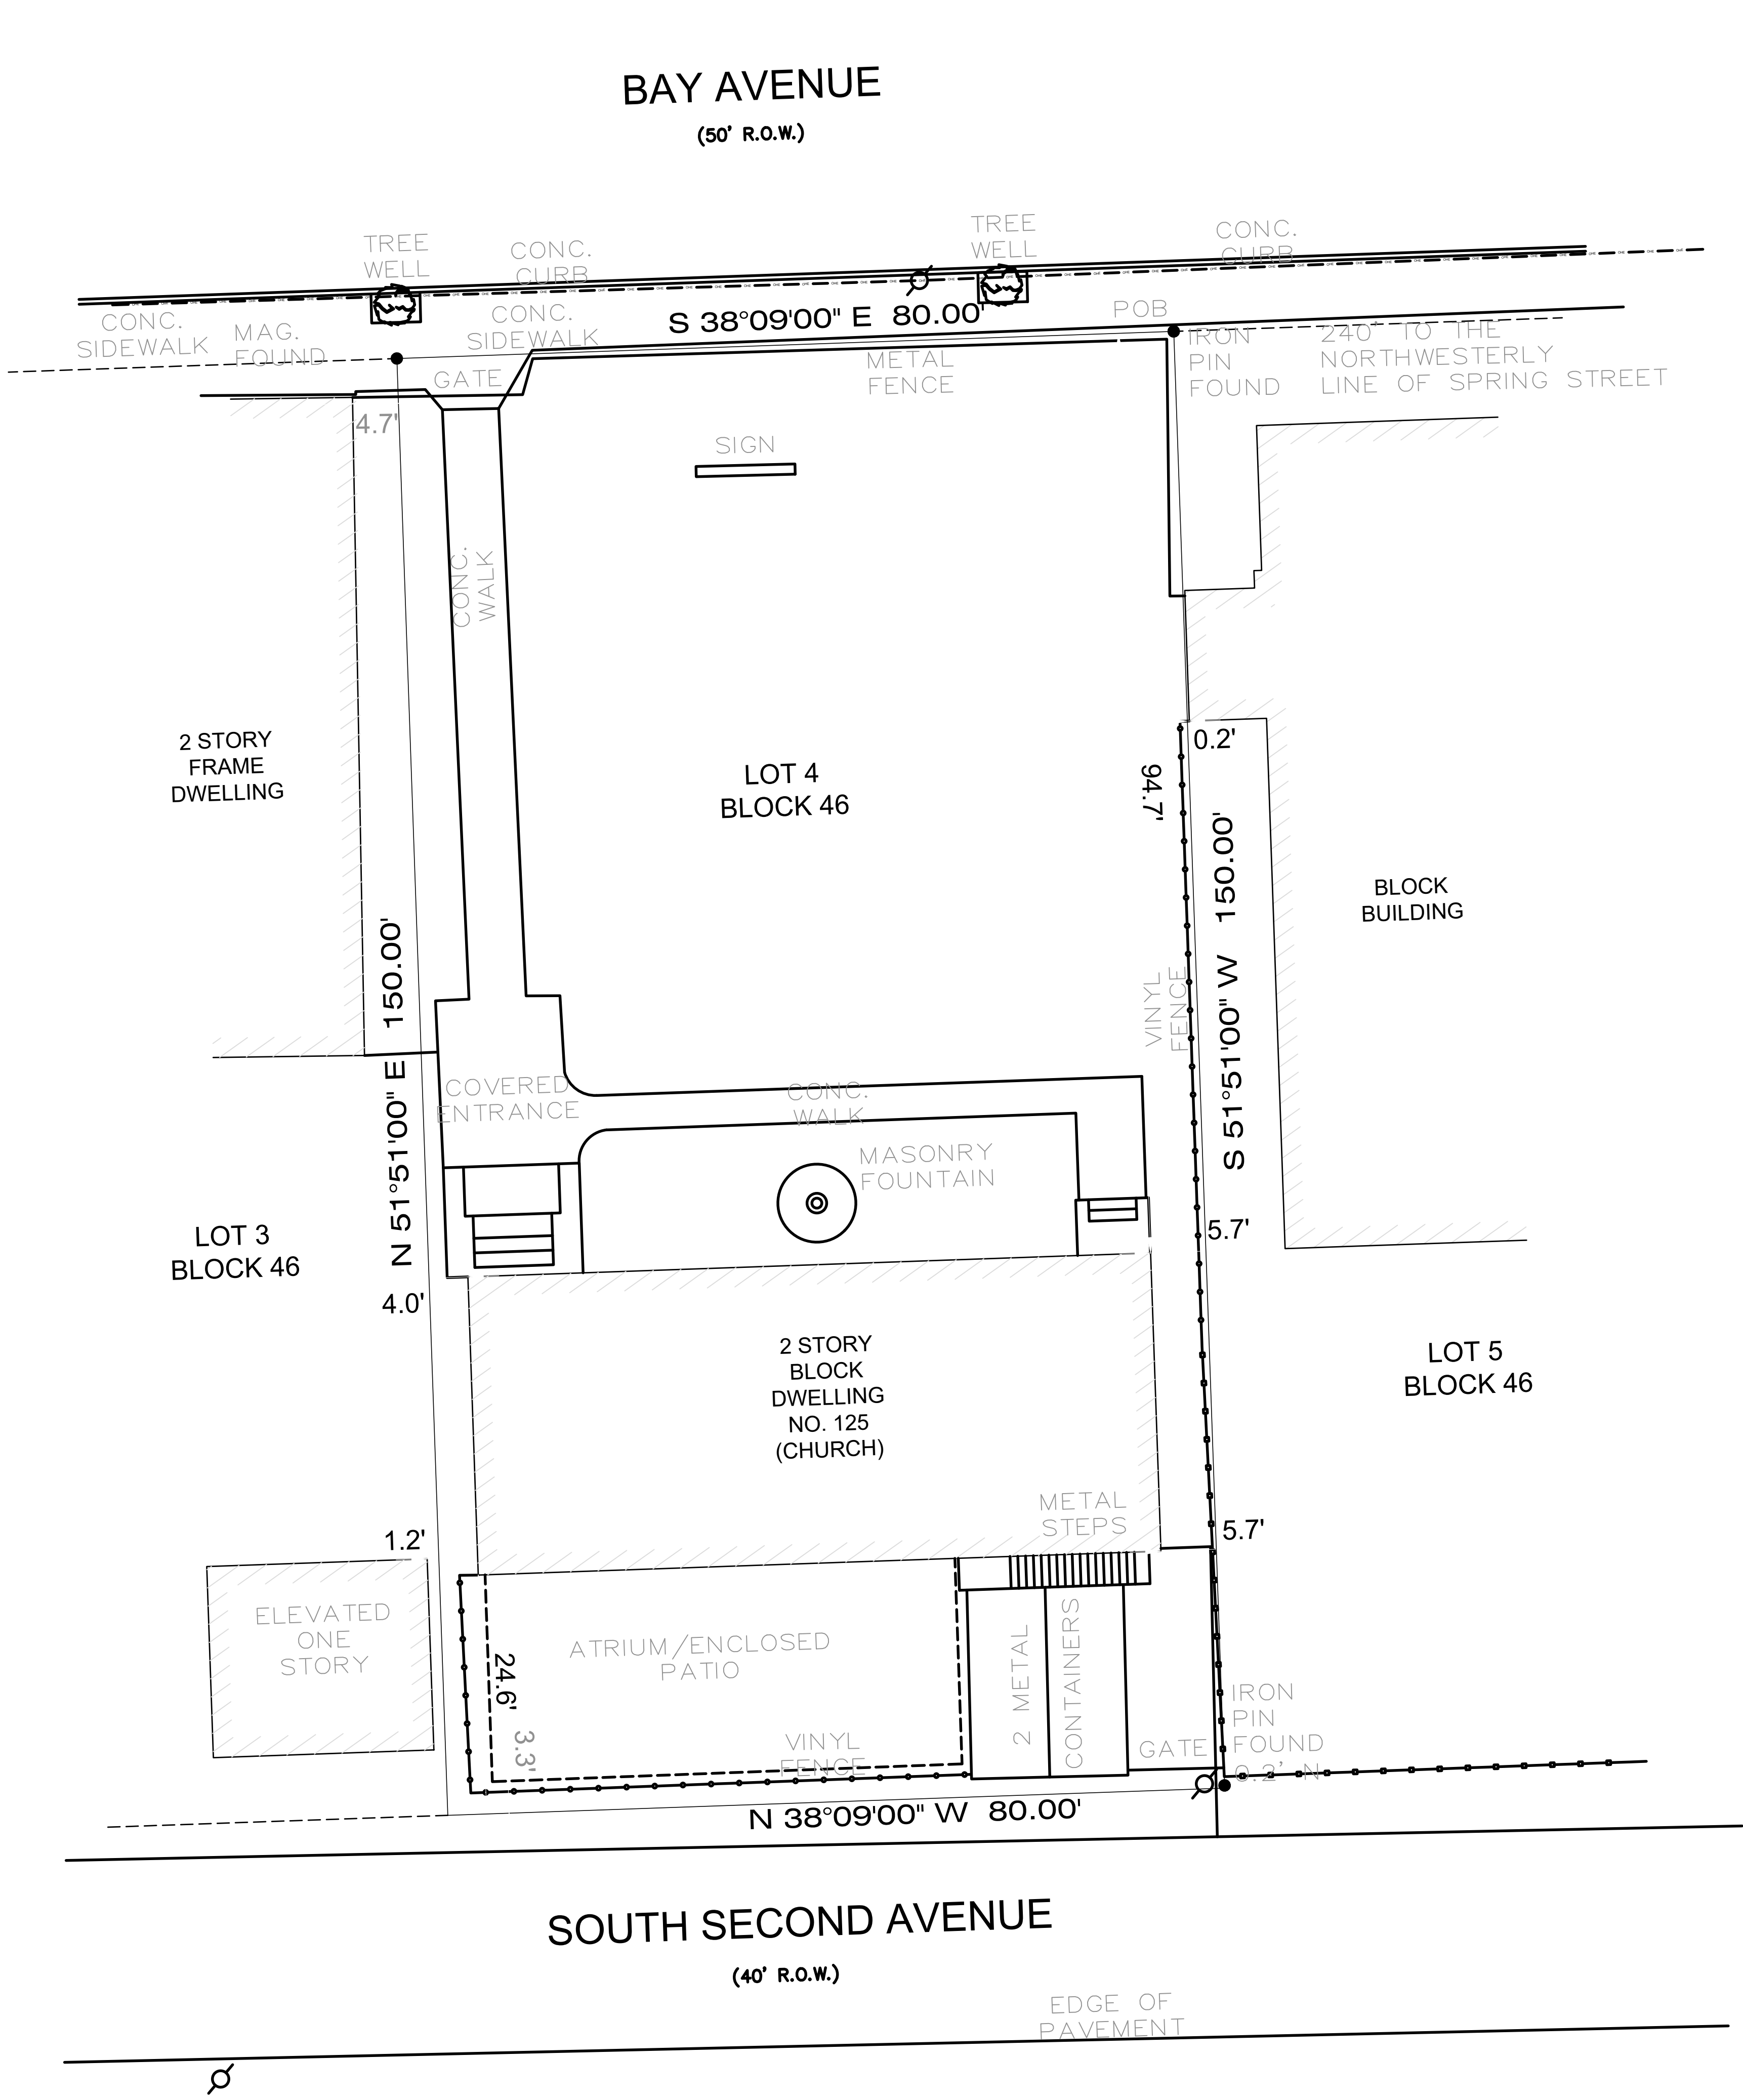 BAY AVENUE
(50' R.O.W.)
TREE
WELL
CONC.
CURB
TREE
WELL
CONC.
CURB
CONC.
SIDEWALK
MAG.
FOUND
CONC.
SIDEWALK
S 38°09'00" E 80.00'
POB
IRON
PIN
FOUND
240' TO THE
NORTHWESTERLY
LINE OF SPRING STREET
GATE
METAL
FENCE
4.7'
SIGN
CONC.
WALK
2 STORY
FRAME
DWELLING
LOT 4
BLOCK 46
0.2'
94.7'
S 51°51'00" W 150.00'
BLOCK
BUILDING
N 51°51'00" E 150.00'
VINYL
FENCE
COVERED
ENTRANCE
CONC.
WALK
MASONRY
FOUNTAIN
LOT 3
BLOCK 46
4.0'
5.7'
2 STORY
BLOCK
DWELLING
NO. 125
(CHURCH)
LOT 5
BLOCK 46
METAL
STEPS
1.2'
5.7'
ELEVATED
ONE
STORY
24.6'
3.3'
ATRIUM/ENCLOSED
PATIO
2 METAL
CONTAINERS
VINYL
FENCE
GATE
IRON
PIN
FOUND
0.2' N
N 38°09'00" W 80.00'
SOUTH SECOND AVENUE
(40' R.O.W.)
EDGE OF
PAVEMENT